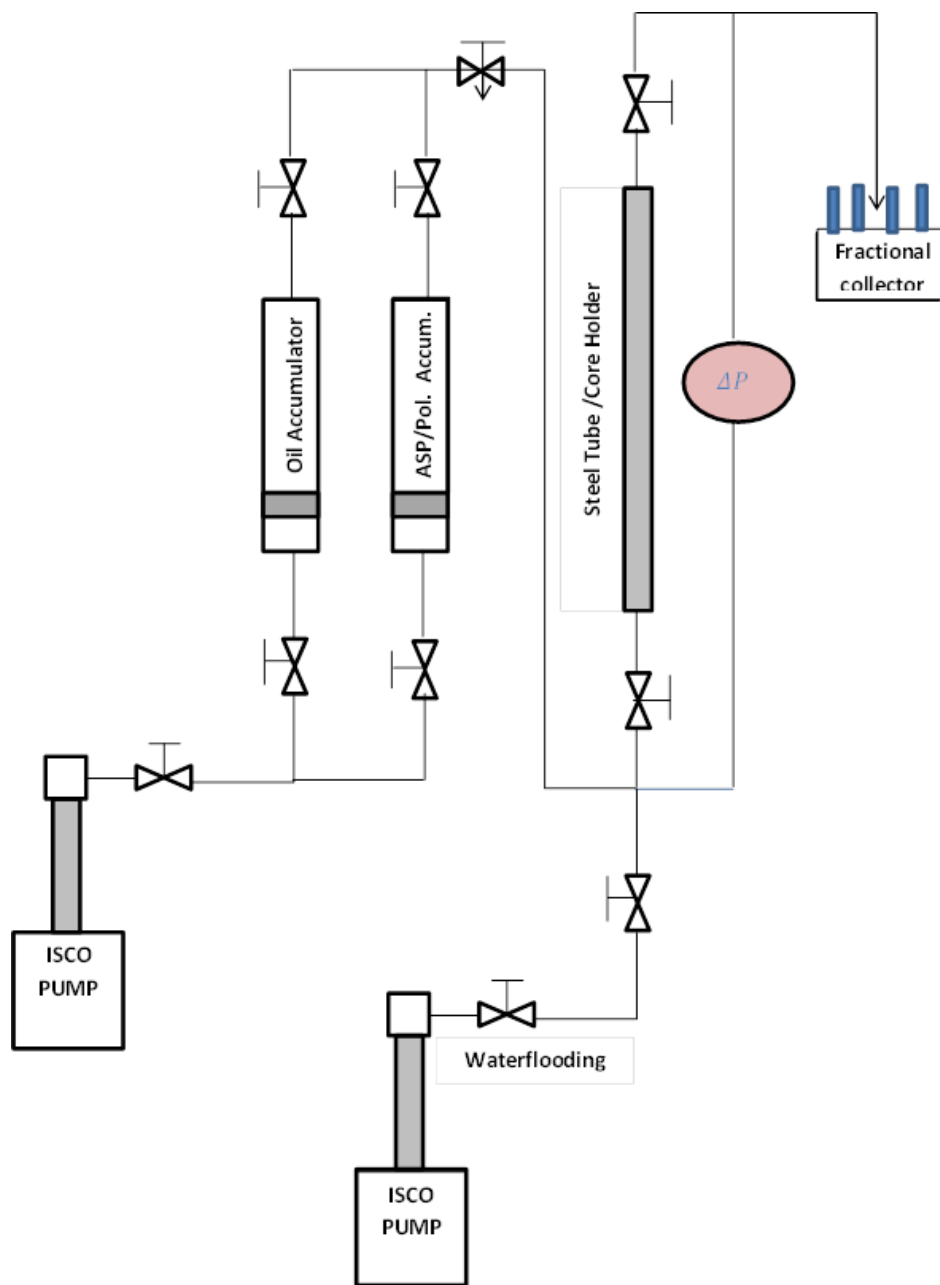 Oil Accumulator
ASP/Pol. Accum.
Steel Tube /Core Holder
ΔP
Fractional
collector
ISCO
PUMP
Waterflooding
ISCO
PUMP